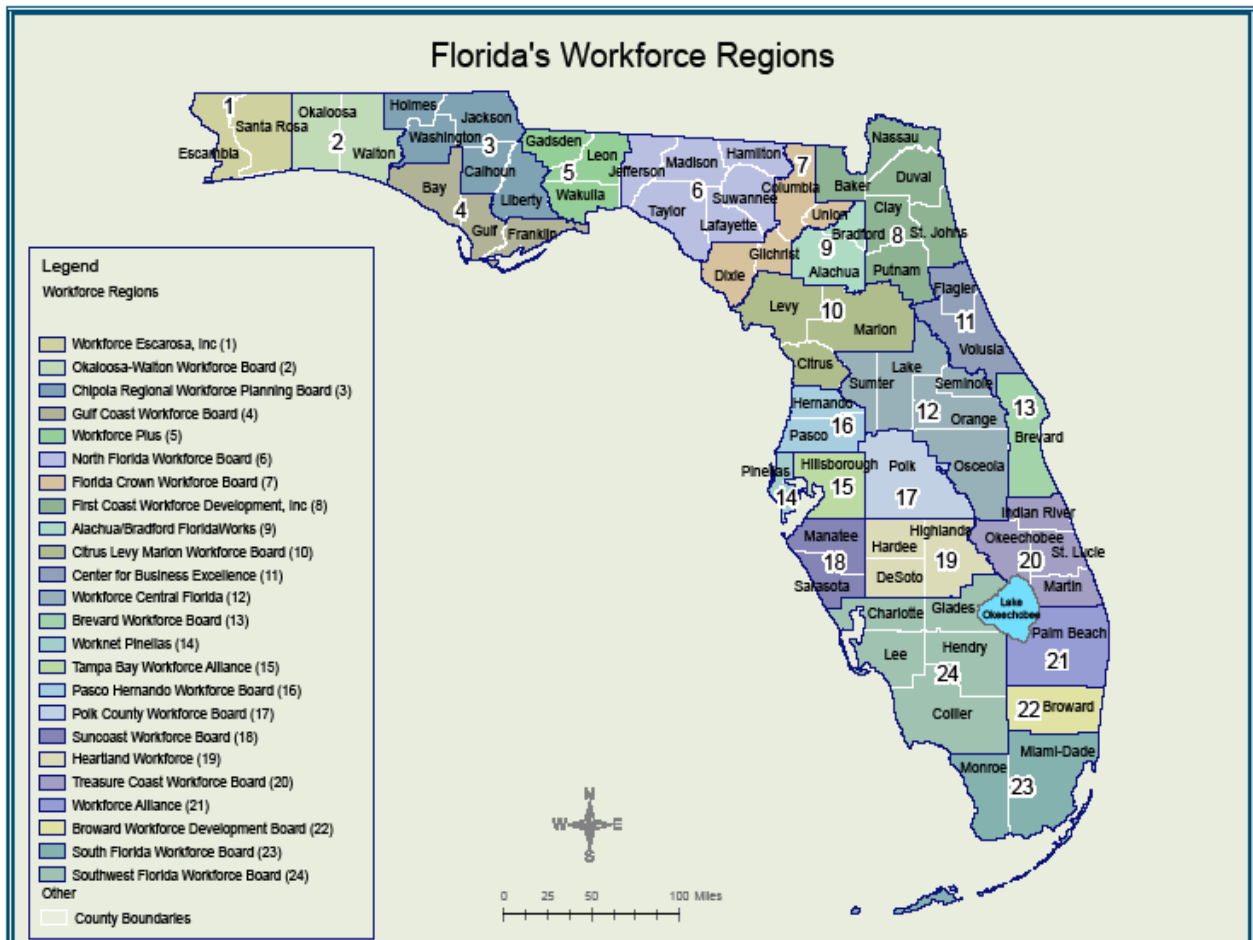 Florida's Workforce Regions
1
Santa Rosa
Escambia
Okaloosa
2
Walton
Holmes
Jackson
Washington
3
Calhoun
Liberty
Bay
4
Gulf
Franklin
Gadsden
Leon
5
Wakulla
Jefferson
Madison
Hamilton
6
Suwannee
Taylor
Lafayette
7
Columbia
Union
Gilchrist
Dixie
Nassau
Baker
Duval
Clay
8
St. Johns
Putnam
Bradford
9
Alachua
Levy
10
Marion
Citrus
Flagler
11
Volusia
Lake
Sumter
Seminole
12
Orange
Osceola
13
Brevard
Hernando
16
Pasco
Pinellas
14
Hillsborough
15
Polk
17
Manatee
18
Sarasota
Highlands
Hardee
19
DeSoto
Indian River
Okeechobee
St. Lucie
20
Martin
Lake
Okeechobee
Charlotte
Glades
Lee
Hendry
24
Collier
Palm Beach
21
22
Broward
Miami-Dade
Monroe
23
Legend
Workforce Regions
Workforce Escarosa, Inc (1)
Okaloosa-Walton Workforce Board (2)
Chipola Regional Workforce Planning Board (3)
Gulf Coast Workforce Board (4)
Workforce Plus (5)
North Florida Workforce Board (6)
Florida Crown Workforce Board (7)
First Coast Workforce Development, Inc (8)
Alachua/Bradford FloridaWorks (9)
Citrus Levy Marion Workforce Board (10)
Center for Business Excellence (11)
Workforce Central Florida (12)
Brevard Workforce Board (13)
Worknet Pinellas (14)
Tampa Bay Workforce Alliance (15)
Pasco Hernando Workforce Board (16)
Polk County Workforce Board (17)
Suncoast Workforce Board (18)
Heartland Workforce (19)
Treasure Coast Workforce Board (20)
Workforce Alliance (21)
Broward Workforce Development Board (22)
South Florida Workforce Board (23)
Southwest Florida Workforce Board (24)
Other
County Boundaries
N
W E
S
0 25 50 100 Miles